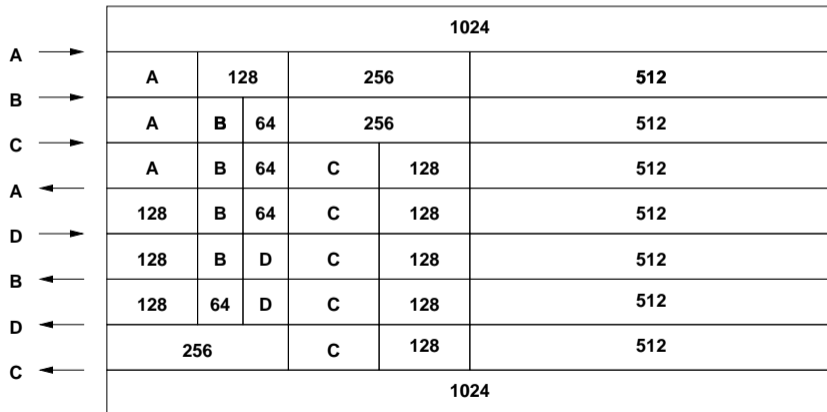 1024
A
A 128 256 512
B
A B 64 256 512
C
A B 64 C 128 512
A
128 B 64 C 128 512
D
128 B D C 128 512
B
128 64 D C 128 512
D
256 C 128 512
C
1024